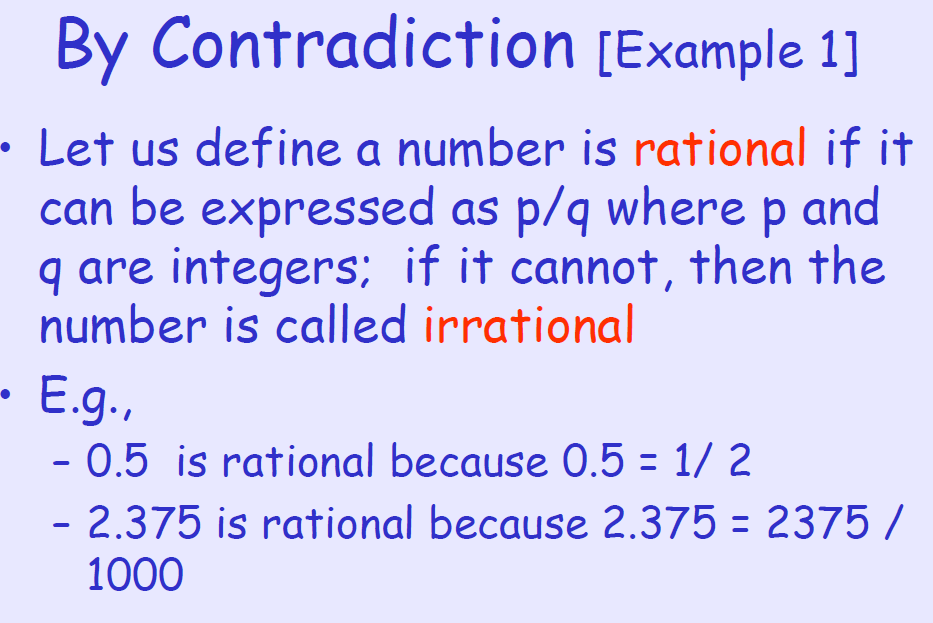 By Contradiction [Example 1]
• Let us define a number is rational if it
can be expressed as p/q where p and
q are integers; if it cannot, then the
number is called irrational
• E.g.,
– 0.5 is rational because 0.5 = 1/ 2
– 2.375 is rational because 2.375 = 2375 /
1000